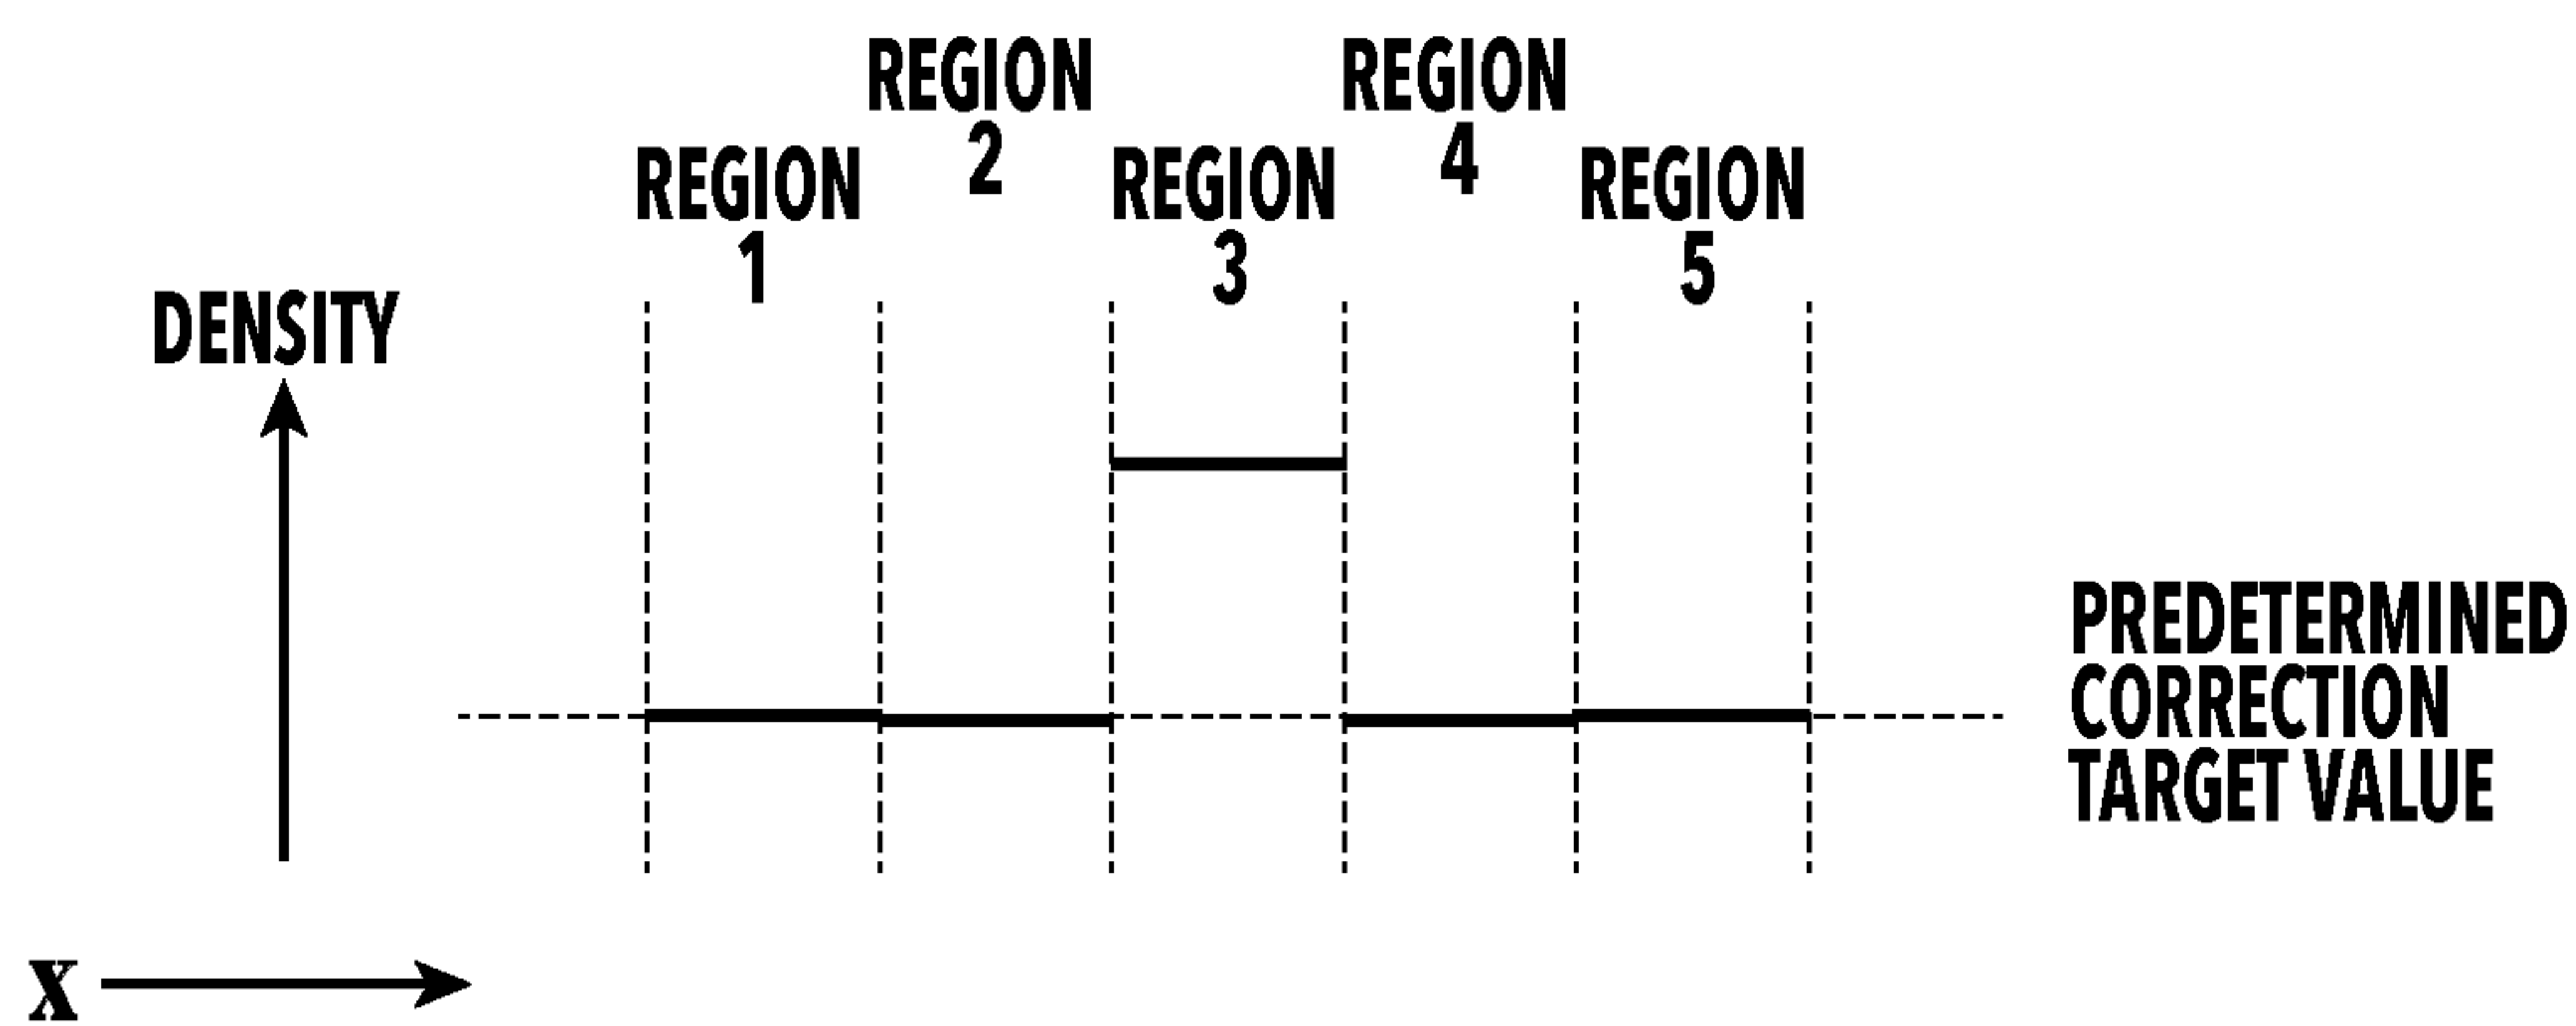 REGION
2
REGION
4
REGION
1
REGION
3
REGION
5
DENSITY
PREDETERMINED
CORRECTION
TARGET VALUE
X